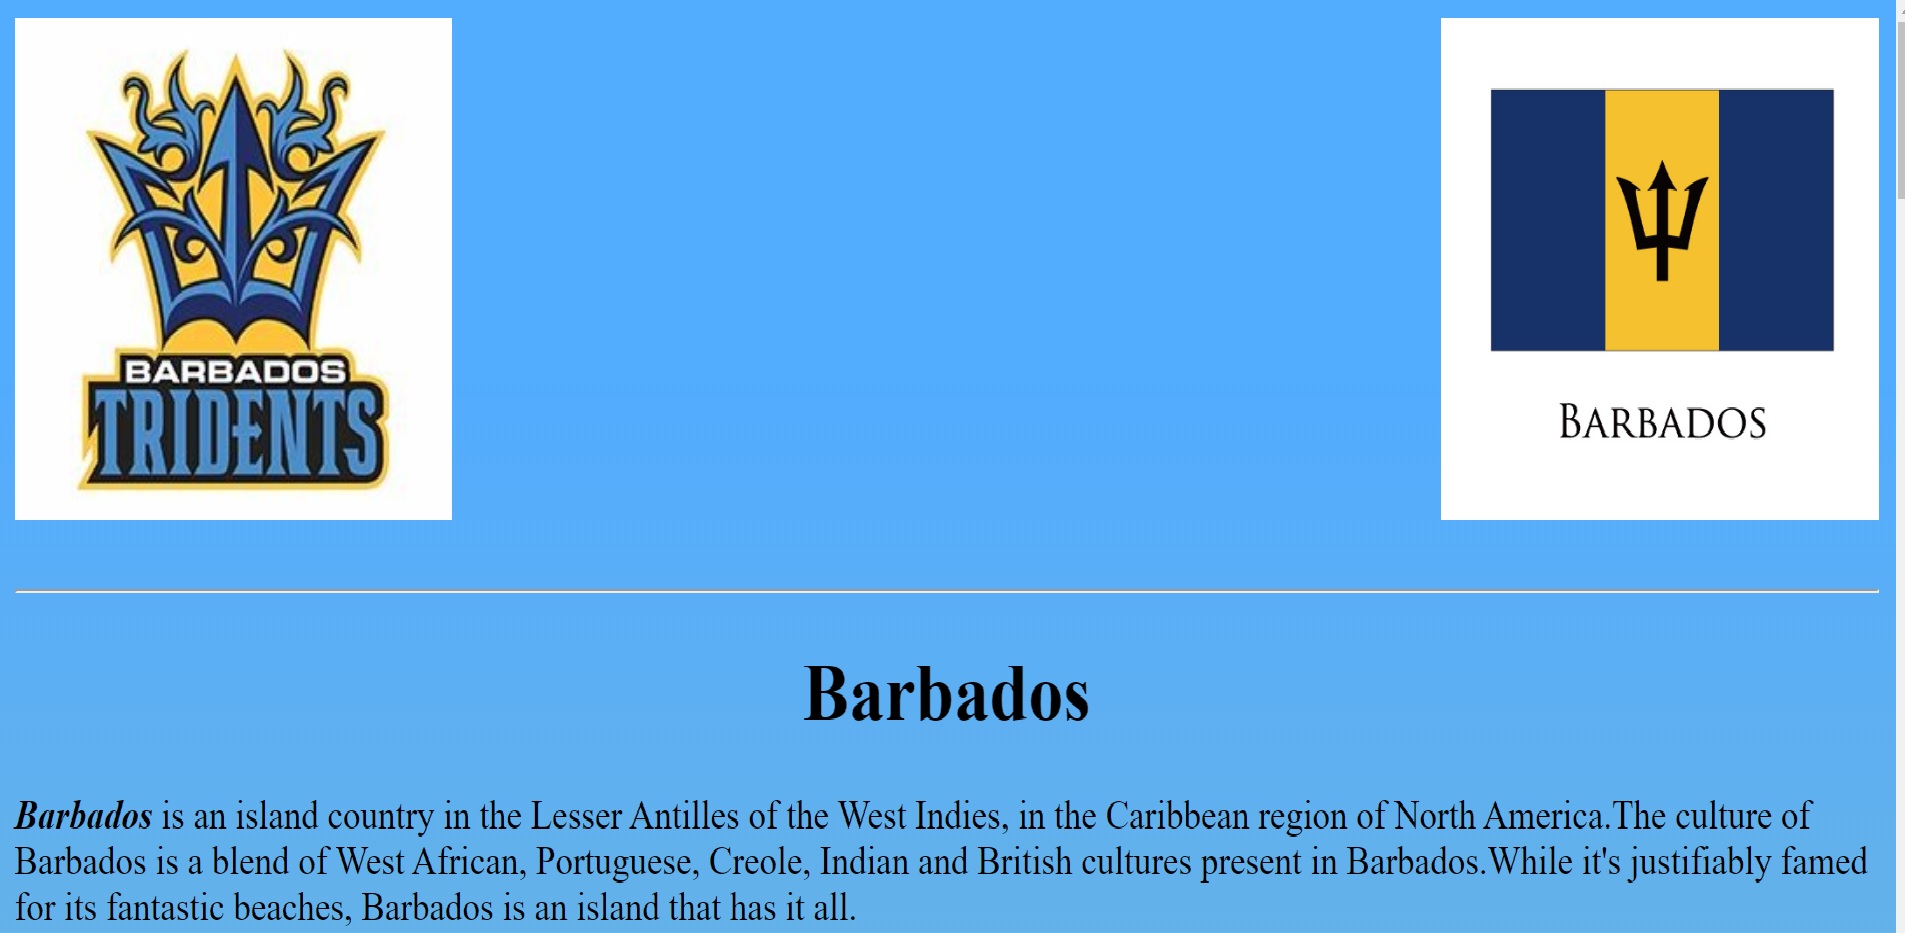 BARBADOS
TRIDENTS
BARBADOS
Barbados
Barbados is an island country in the Lesser Antilles of the West Indies, in the Caribbean region of North America.The culture of
Barbados is a blend of West African, Portuguese, Creole, Indian and British cultures present in Barbados.While it's justifiably famed
for its fantastic beaches, Barbados is an island that has it all.